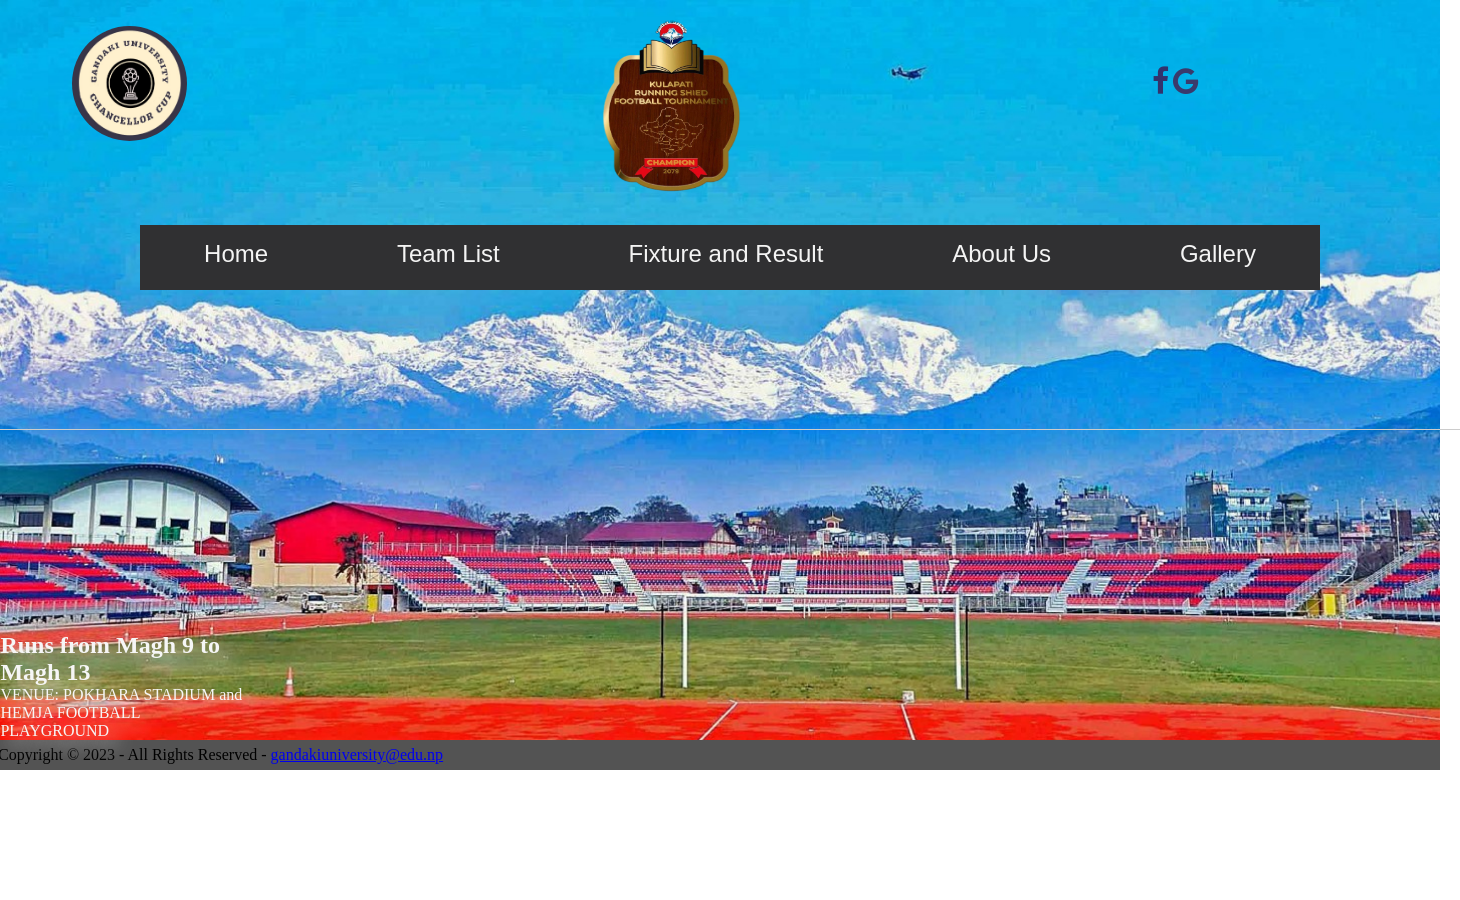 GANDAKI UNIVERSITY
CHANCELLOR CUP
KULAPATI
RUNNING SHIED
FOOTBALL TOURNAMENT
CHAMPION
2079
Home
Team List
Fixture and Result
About Us
Gallery
Runs from Magh 9 to
Magh 13
VENUE: POKHARA STADIUM and
HEMJA FOOTBALL
PLAYGROUND
Copyright © 2023 - All Rights Reserved - gandakiuniversity@edu.np